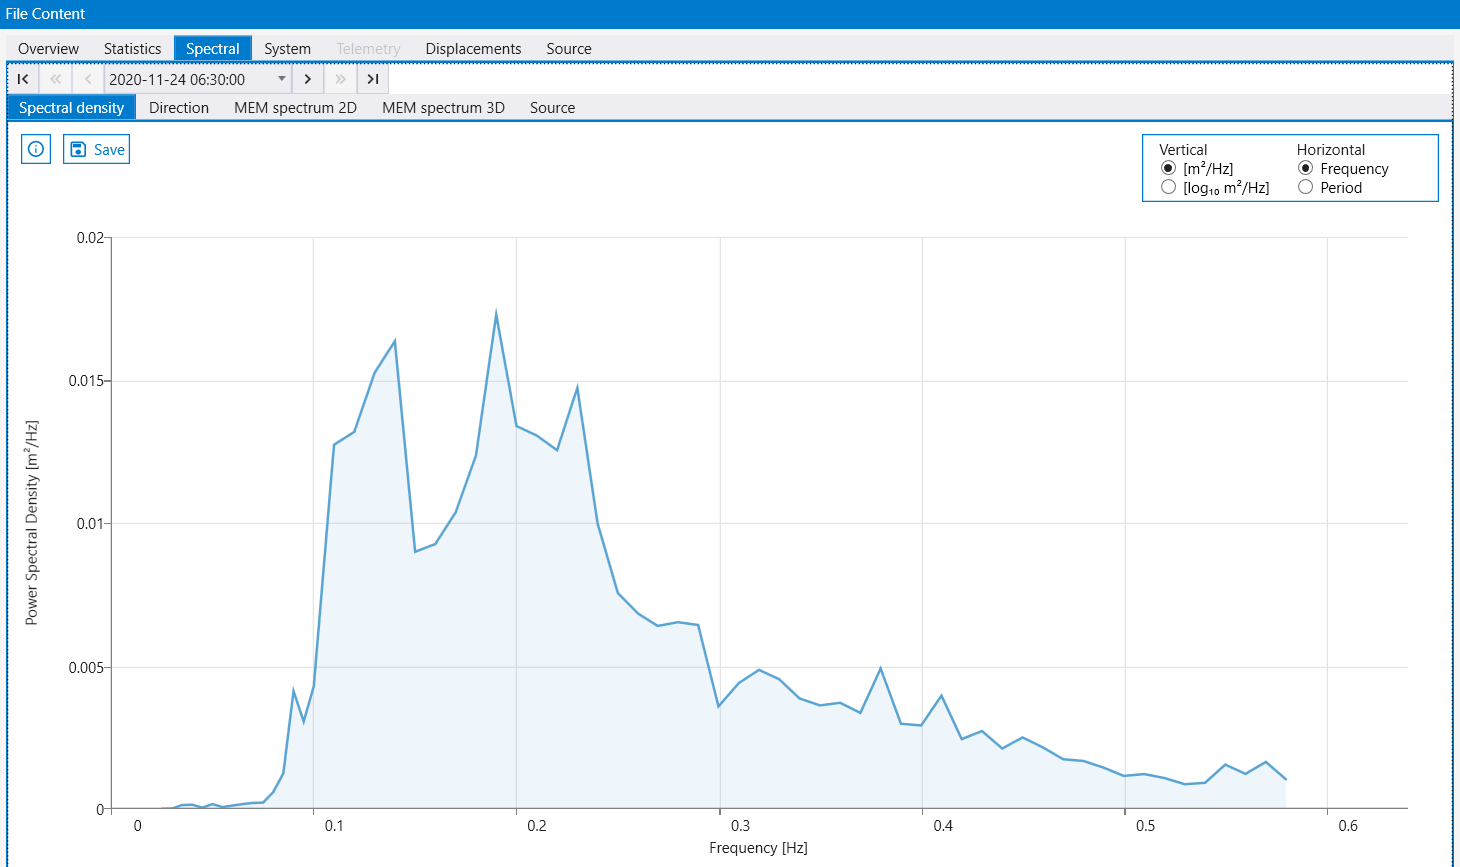 File Content
Overview Statistics Spectral System Telemetry Displacements Source
2020-11-24 06:30:00
Spectral density Direction MEM spectrum 2D MEM spectrum 3D Source
Save
Vertical Horizontal
[m²/Hz] Frequency
[log₁₀ m²/Hz] Period
0.02
0.015
0.01
0.005
0
Power Spectral Density [m²/Hz]
0 0.1 0.2 0.3 0.4 0.5 0.6
Frequency [Hz]